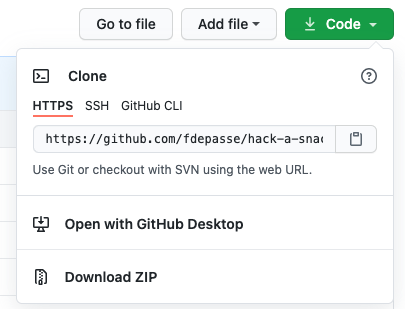 Go to file Add file Code
Clone
HTTPS SSH GitHub CLI
https://github.com/fdepasse/hack-a-snac
Use Git or checkout with SVN using the web URL.
Open with GitHub Desktop
Download ZIP